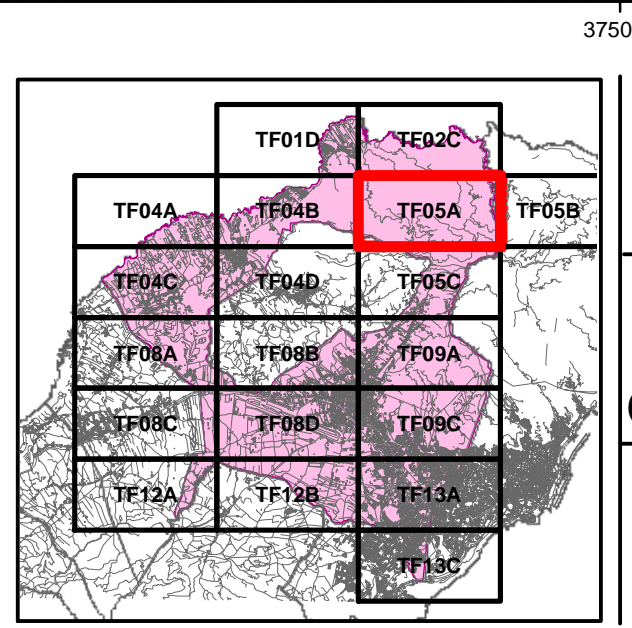 3750
TF01D TF02C
TF04A TF04B TF05A TF05B
TF04C TF04D TF05C
TF08A TF08B TF09A
TF08C TF08D TF09C
TF12A TF12B TF13A
TF13C